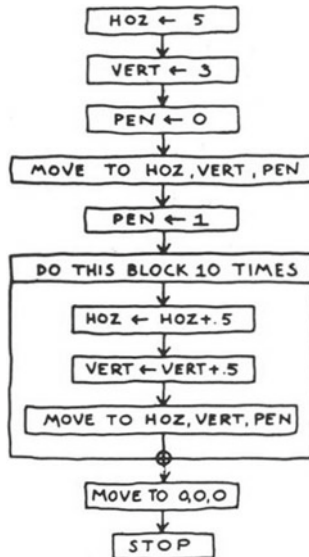 HOZ ← 5
VERT ← 3
PEN ← 0
MOVE TO HOZ, VERT, PEN
PEN ← 1
DO THIS BLOCK 10 TIMES
HOZ ← HOZ+.5
VERT ← VERT+.5
MOVE TO HOZ, VERT, PEN
MOVE TO 0,0,0
STOP